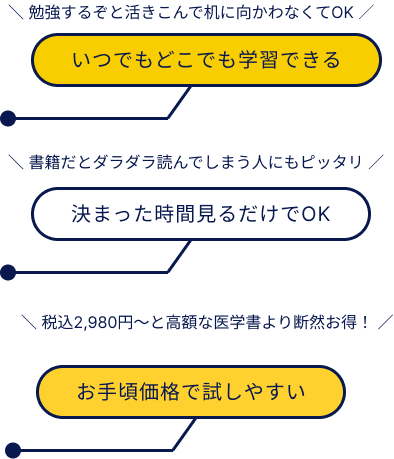 ＼ 勉強するぞと活きこんで机に向かわなくてOK ／
いつでもどこでも学習できる
＼ 書籍だとダラダラ読んでしまう人にもピッタリ ／
決まった時間見るだけでOK
＼ 税込2,980円〜と高額な医学書より断然お得！ ／
お手頃価格で試しやすい